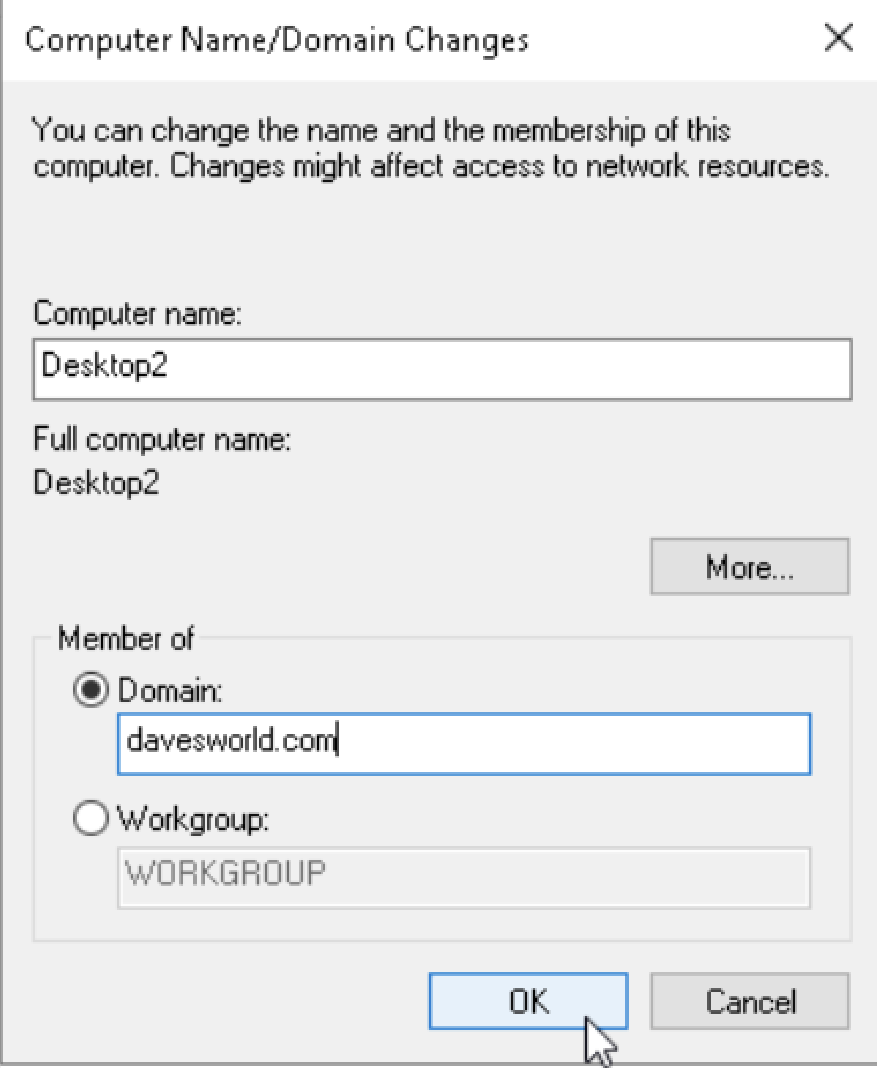 Computer Name/Domain Changes
You can change the name and the membership of this
computer. Changes might affect access to network resources.
Computer name:
Desktop2
Full computer name:
Desktop2
More...
Member of
Domain:
davesworld.com
Workgroup:
WORKGROUP
OK
Cancel